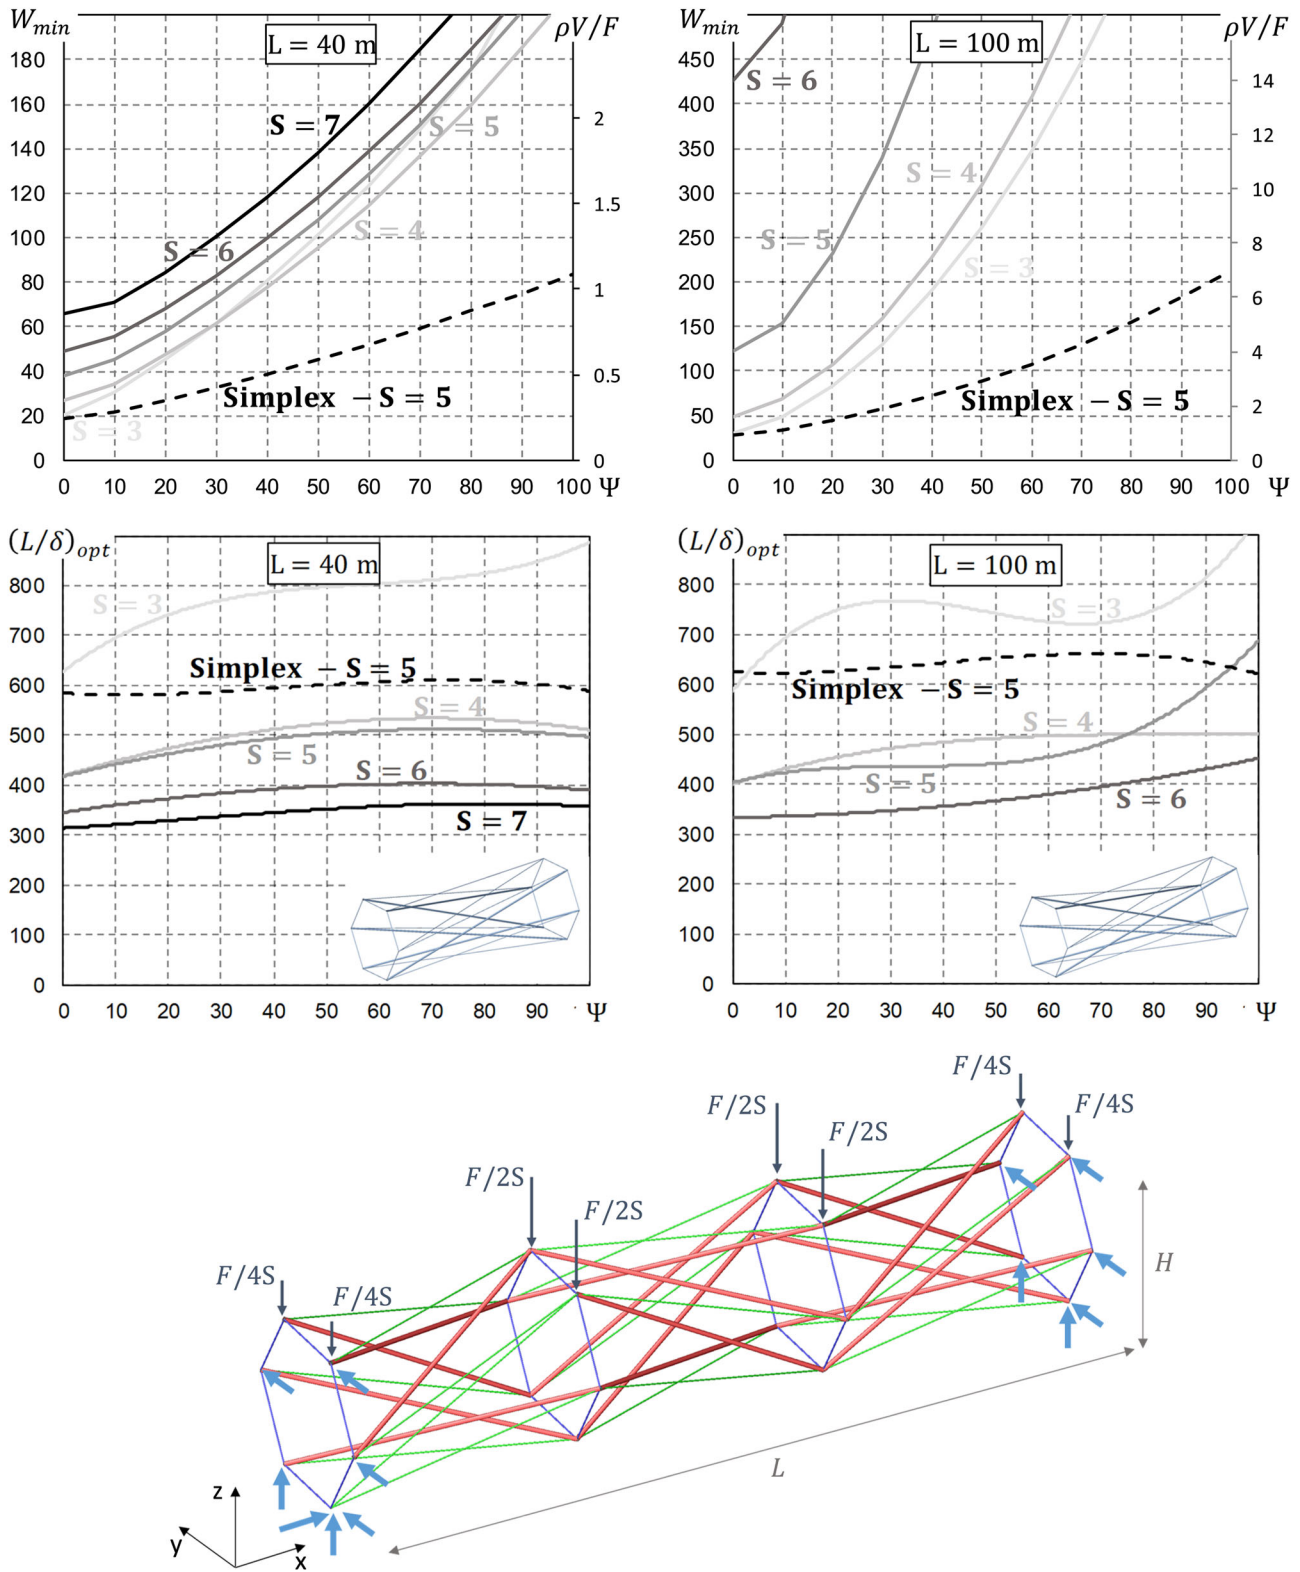 W_min
L = 40 m
ρV/F
180
160
140
120
100
80
60
40
20
0
2
1.5
1
0.5
0
S = 7
S = 5
S = 6
S = 4
S = 3
Simplex – S = 5
0 10 20 30 40 50 60 70 80 90 100 Ψ
W_min
L = 100 m
ρV/F
450
400
350
300
250
200
150
100
50
0
14
12
10
8
6
4
2
0
S = 6
S = 4
S = 5
S = 3
Simplex – S = 5
0 10 20 30 40 50 60 70 80 90 100 Ψ
(L/δ)_opt
L = 40 m
800
700
600
500
400
300
200
100
0
S = 3
Simplex – S = 5
S = 4
S = 5
S = 6
S = 7
0 10 20 30 40 50 60 70 80 90 Ψ
(L/δ)_opt
L = 100 m
800
700
600
500
400
300
200
100
0
S = 3
Simplex – S = 5
S = 4
S = 5
S = 6
0 10 20 30 40 50 60 70 80 90 Ψ
F/4S
F/4S
F/2S
F/2S
F/2S
F/2S
F/4S
F/4S
H
L
z
y
x